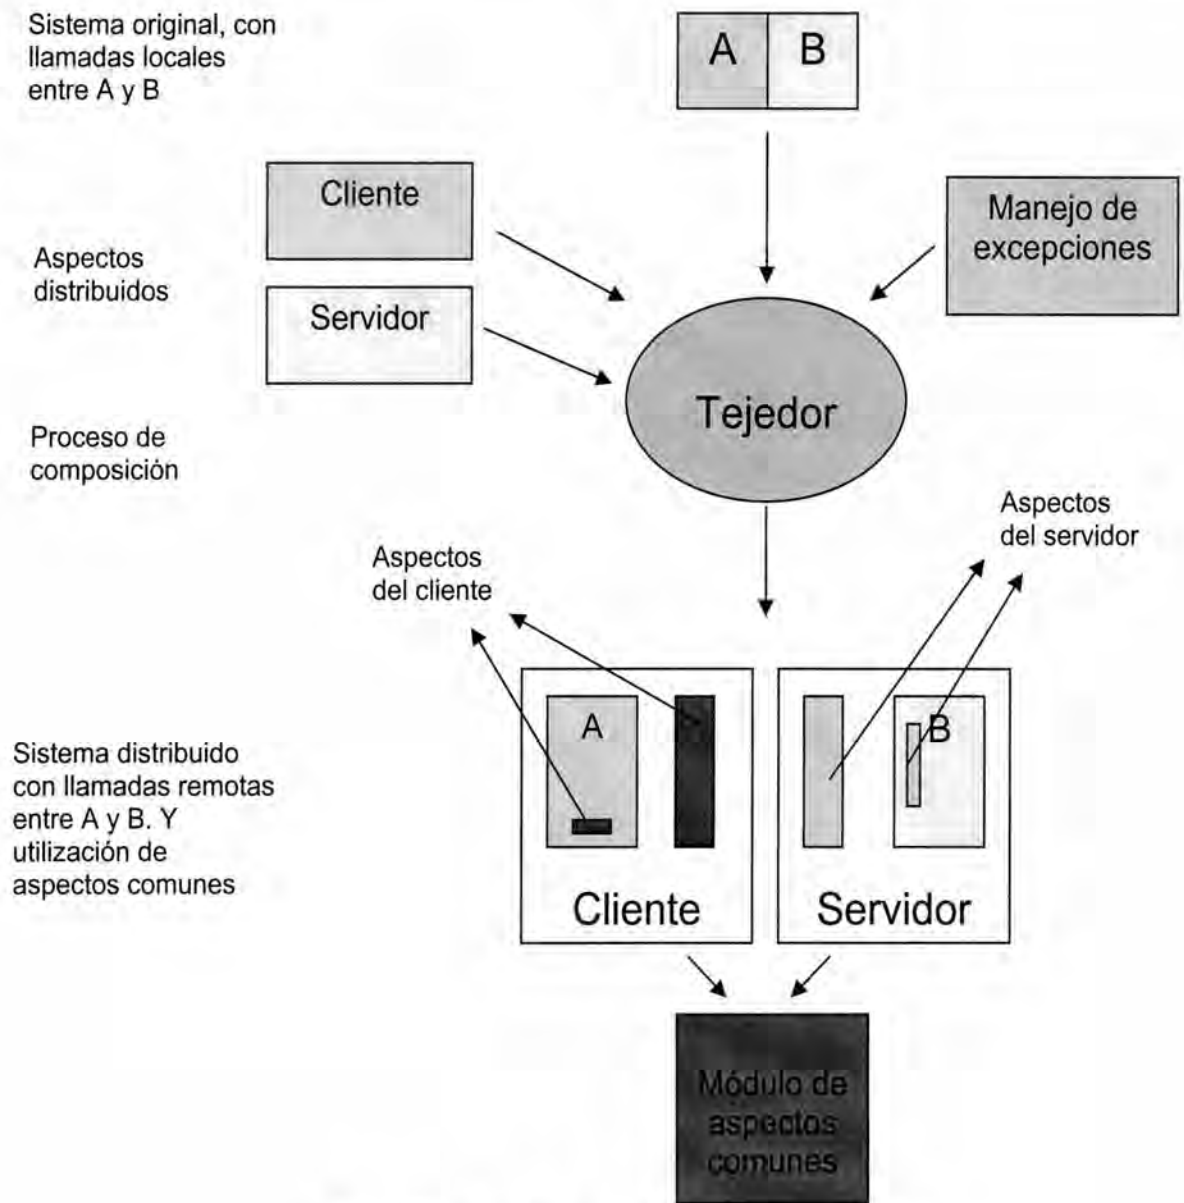 Sistema original, con
llamadas locales
entre A y B
A
B
Cliente
Manejo de
excepciones
Aspectos
distribuidos
Servidor
Tejedor
Proceso de
composición
Aspectos
del servidor
Aspectos
del cliente
A
B
Sistema distribuido
con llamadas remotas
entre A y B. Y
utilización de
aspectos comunes
Cliente
Servidor
Módulo de
aspectos
comunes